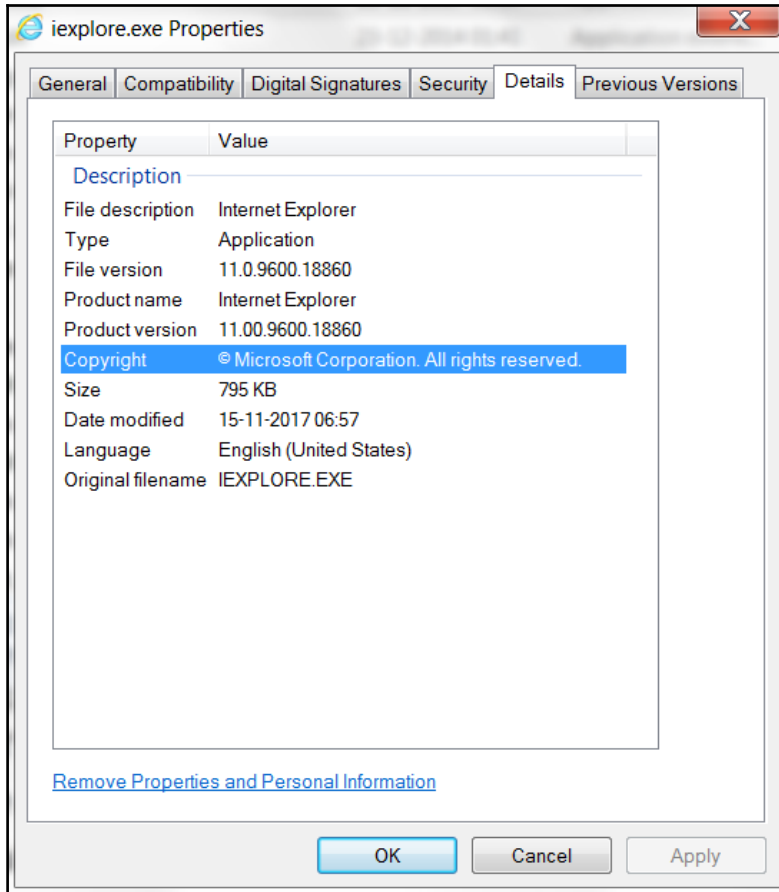 iexplore.exe Properties
General Compatibility Digital Signatures Security Details Previous Versions
Property Value
Description
File description Internet Explorer
Type Application
File version 11.0.9600.18860
Product name Internet Explorer
Product version 11.00.9600.18860
Copyright © Microsoft Corporation. All rights reserved.
Size 795 KB
Date modified 15-11-2017 06:57
Language English (United States)
Original filename IEXPLORE.EXE
Remove Properties and Personal Information
OK Cancel Apply